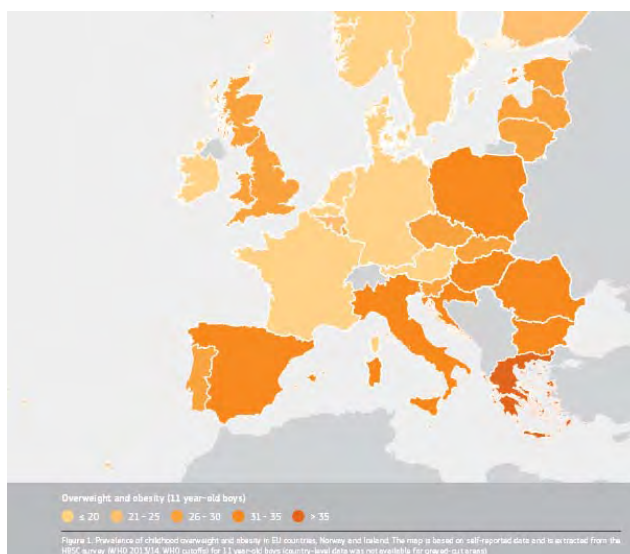 Overweight and obesity (11 year-old boys)
≤ 20 21 - 25 26 - 30 31 - 35 > 35
Figure 1: Prevalence of childhood overweight and obesity in EU countries, Norway and Iceland. The map is based on self-reported data and is extracted from the
HBSC survey (WHO 2013/14, WHO cutoffs) for 11 year-old boys (country-level data was not available for greyed-out areas)